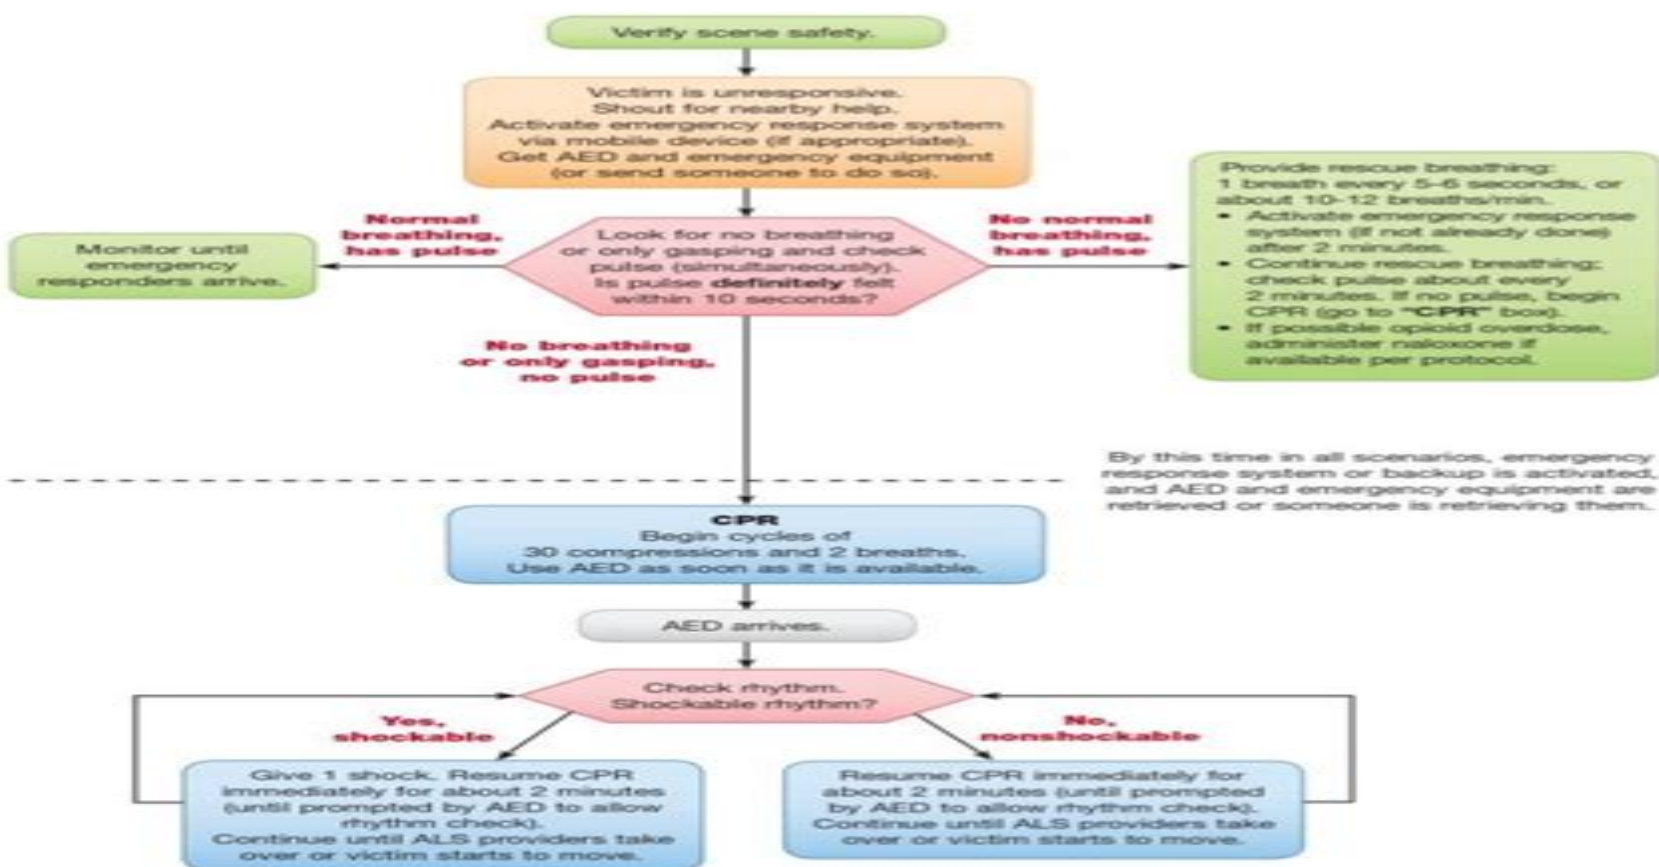 Verify scene safety.
Victim is unresponsive.
Shout for nearby help.
Activate emergency response system
via mobile device (if appropriate).
Get AED and emergency equipment
(or send someone to do so).
Normal
breathing,
has pulse
Monitor until
emergency
responders arrive.
Look for no breathing
or only gasping and check
pulse (simultaneously).
Is pulse definitely felt
within 10 seconds?
No normal
breathing,
has pulse
Provide rescue breathing:
1 breath every 5-6 seconds, or
about 10-12 breaths/min.
• Activate emergency response
system (if not already done)
after 2 minutes.
• Continue rescue breathing;
check pulse about every
2 minutes. If no pulse, begin
CPR (go to "CPR" box).
• If possible opioid overdose,
administer naloxone if
available per protocol.
No breathing
or only gasping,
no pulse
By this time in all scenarios, emergency
response system or backup is activated,
and AED and emergency equipment are
retrieved or someone is retrieving them.
CPR
Begin cycles of
30 compressions and 2 breaths.
Use AED as soon as it is available.
AED arrives.
Check rhythm.
Shockable rhythm?
Yes,
shockable
No,
nonshockable
Give 1 shock. Resume CPR
immediately for about 2 minutes
(until prompted by AED to allow
rhythm check).
Continue until ALS providers take
over or victim starts to move.
Resume CPR immediately for
about 2 minutes (until prompted
by AED to allow rhythm check).
Continue until ALS providers take
over or victim starts to move.